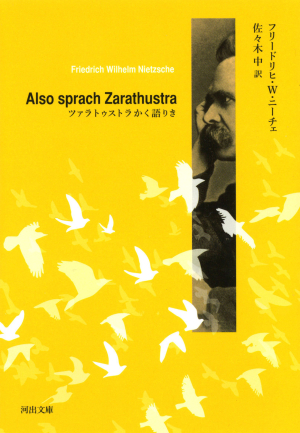 Friedrich Wilhelm Nietzsche
Also sprach Zarathustra
ツァラトゥストラかく語りき
フリードリヒ・W・ニーチェ
佐々木中 訳
河出文庫